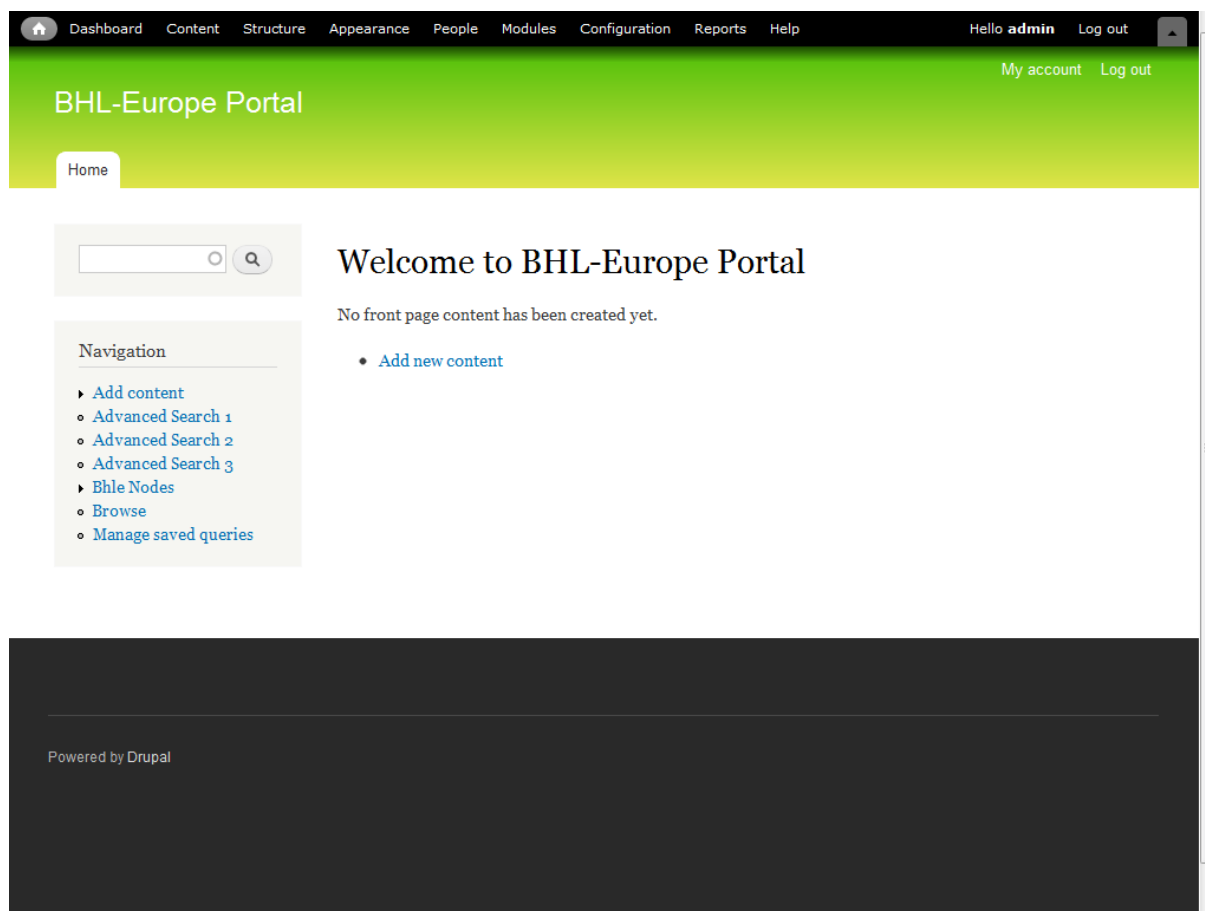 Dashboard Content Structure Appearance People Modules Configuration Reports Help Hello admin Log out
My account Log out
BHL-Europe Portal
Home
Welcome to BHL-Europe Portal
No front page content has been created yet.
Add new content
Navigation
Add content
Advanced Search 1
Advanced Search 2
Advanced Search 3
Bhle Nodes
Browse
Manage saved queries
Powered by Drupal